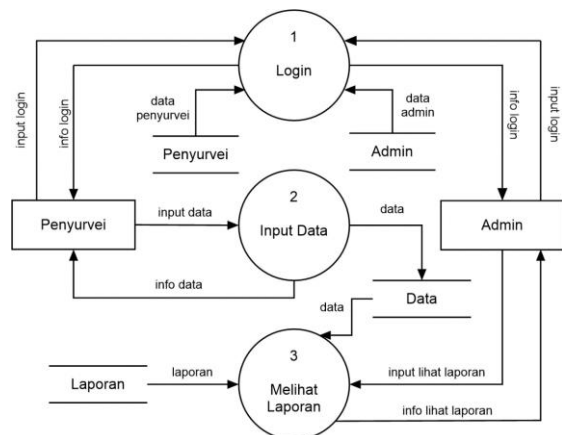 1
Login
input login
info login
data
penyurvei
data
admin
info login
input login
Penyurvei
Admin
Penyurvei
input data
2
Input Data
data
Admin
info data
Data
data
Laporan
laporan
3
Melihat
Laporan
input lihat laporan
info lihat laporan